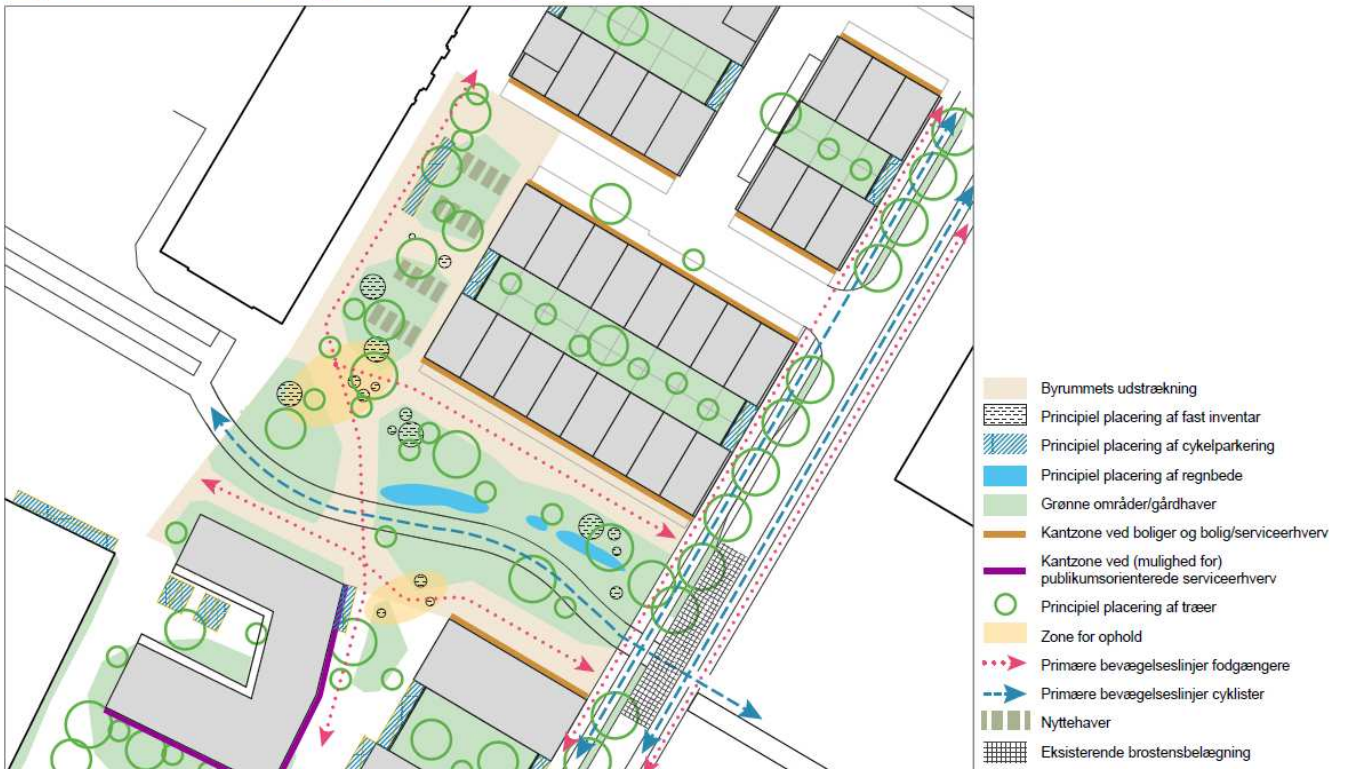 Byrummets udstrækning
Principiel placering af fast inventar
Principiel placering af cykelparkering
Principiel placering af regnbede
Grønne områder/gårdhaver
Kantzone ved boliger og bolig/serviceerhverv
Kantzone ved (mulighed for)
publikumsorienterede serviceerhverv
Principiel placering af træer
Zone for ophold
Primære bevægelseslinjer fodgængere
Primære bevægelseslinjer cyklister
Nyttehaver
Eksisterende brostensbelægning